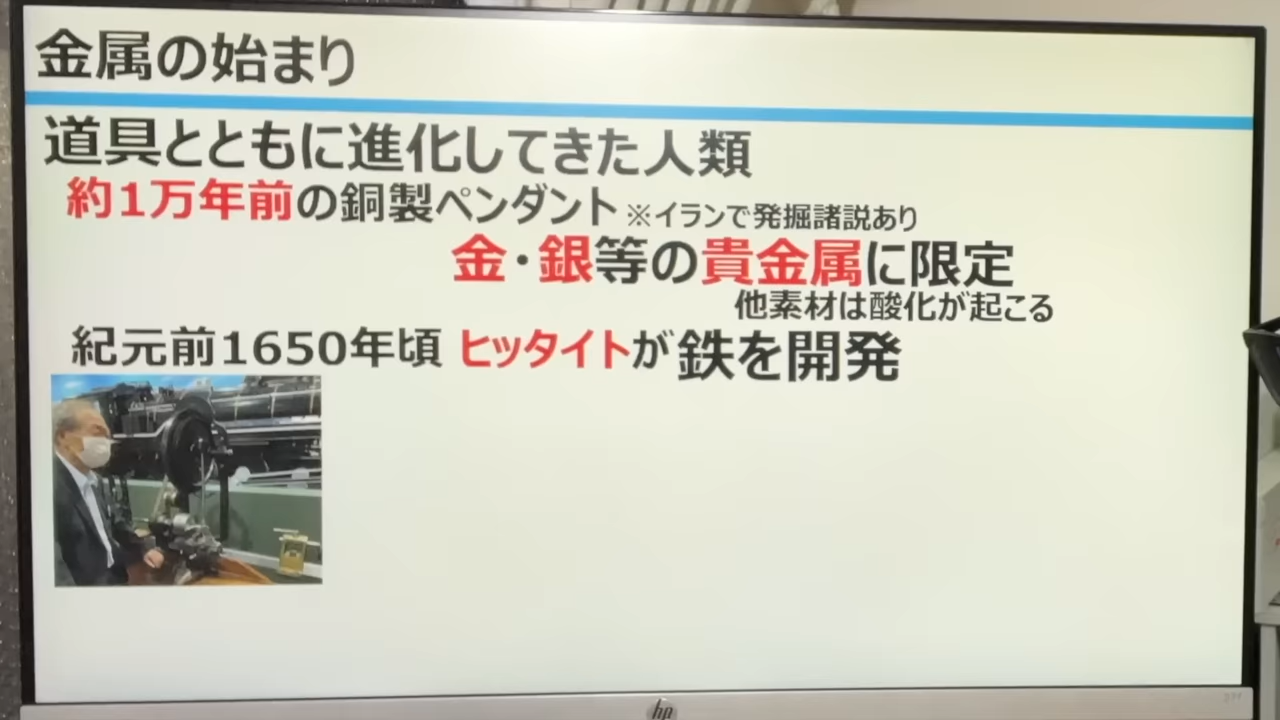 金属の始まり
道具とともに進化してきた人類
約1万年前の銅製ペンダント ※イランで発掘諸説あり
金・銀等の貴金属に限定
他素材は酸化が起こる
紀元前1650年頃 ヒッタイトが鉄を開発
hp